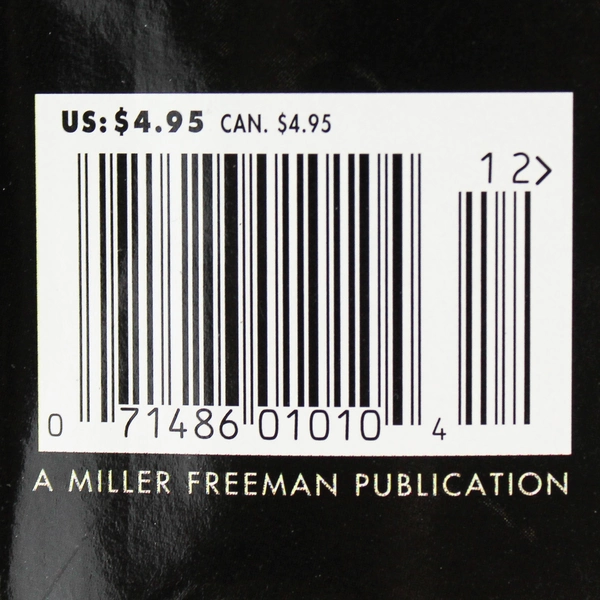 US: $4.95 CAN. $4.95
1 2>
0 71486 01010 4
A MILLER FREEMAN PUBLICATION